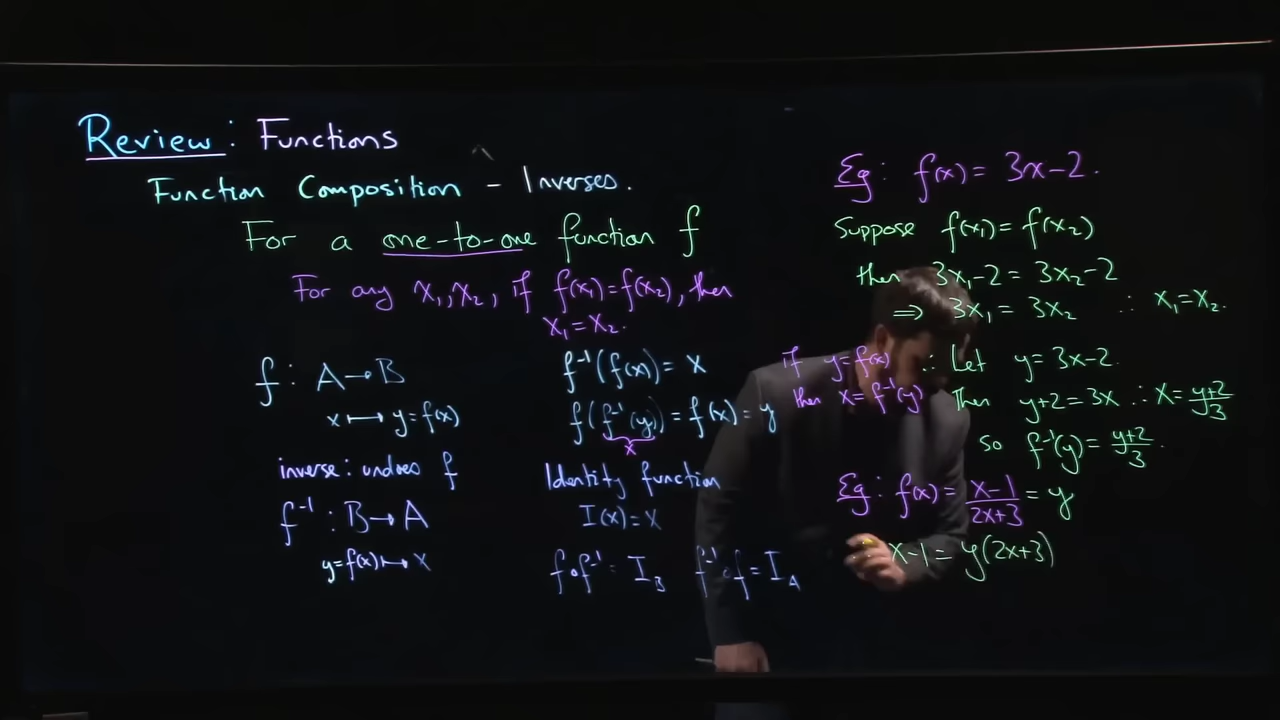 Review: Functions
Function Composition - Inverses.
For a one-to-one function f
For any x₁,x₂, if f(x₁)=f(x₂), then
x₁=x₂.
f: A→B
x ↦ y=f(x)
inverse: undoes f
f⁻¹: B→A
y=f(x) ↦ x
f⁻¹(f(x)) = x
f(f⁻¹(y)) = f(x) = y
x
Identity function
I(x)=x
f∘f⁻¹ = I_B f⁻¹∘f = I_A
Eg: f(x) = 3x-2.
Suppose f(x₁) = f(x₂)
then 3x₁-2 = 3x₂-2
⇒ 3x₁ = 3x₂ ∴ x₁=x₂.
if y=f(x)
then x=f⁻¹(y)
∴ Let y=3x-2.
Then y+2=3x ∴ x=(y+2)/3
so f⁻¹(y) = (y+2)/3.
Eg: f(x) = (x-1)/(2x+3) = y
x-1 = y(2x+3)